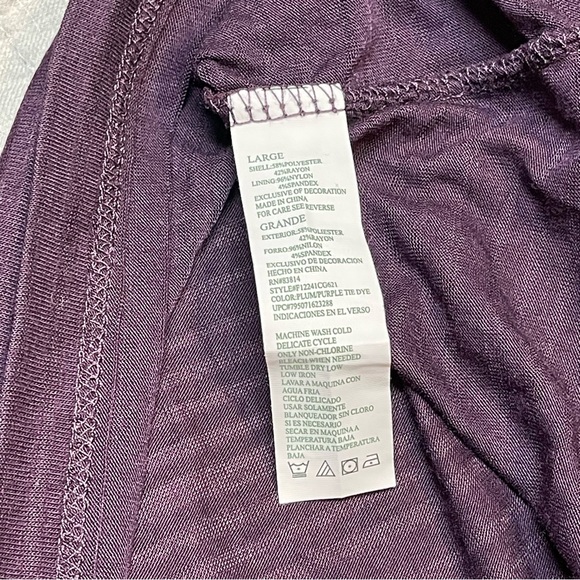 LARGE
SHELL:58%POLYESTER
42%RAYON
LINING:96%NYLON
4%SPANDEX
EXCLUSIVE OF DECORATION
MADE IN CHINA
FOR CARE SEE REVERSE
GRANDE
EXTERIOR:58%POLIESTER
42%RAYON
FORRO:96%NILON
4%SPANDEX
EXCLUSIVO DE DECORACION
HECHO EN CHINA
RN#83814
STYLE#F12241CG621
COLOR:PLUM/PURPLE TIE DYE
UPC#795071623288
INDICACIONES EN EL VERSO
MACHINE WASH COLD
DELICATE CYCLE
ONLY NON-CHLORINE
BLEACH WHEN NEEDED
TUMBLE DRY LOW
LOW IRON
LAVAR A MAQUINA CON
AGUA FRIA
CICLO DELICADO
USAR SOLAMENTE
BLANQUEADOR SIN CLORO
SI ES NECESARIO
SECAR EN MAQUINA A
TEMPERATURA BAJA
PLANCHAR A TEMPERATURA
BAJA